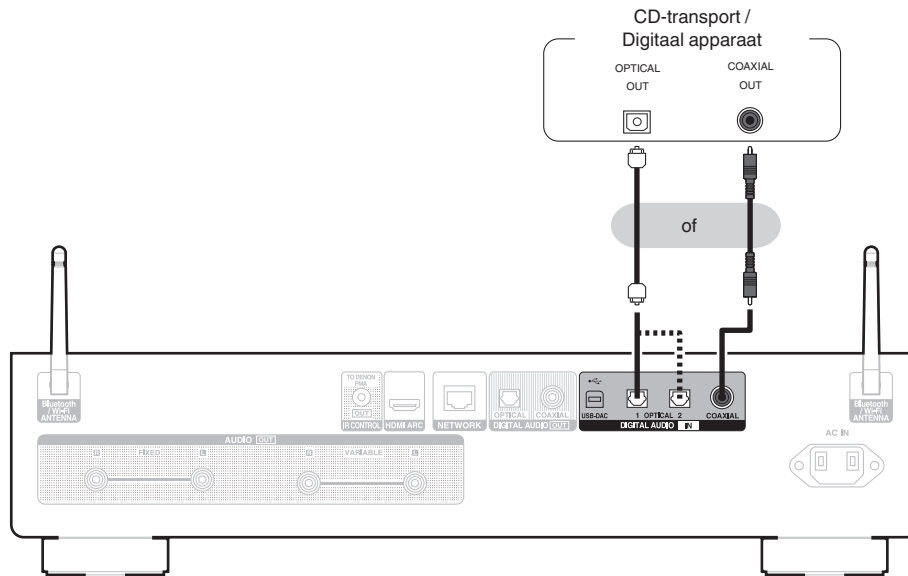 CD-transport /
Digitaal apparaat
OPTICAL
OUT
COAXIAL
OUT
of
Bluetooth
/ Wi-Fi
ANTENNA
TO DENON
PMA
OUT
IR CONTROL
HDMI ARC
NETWORK
OPTICAL
COAXIAL
DIGITAL AUDIO OUT
USB-DAC
1 OPTICAL 2
COAXIAL
DIGITAL AUDIO IN
Bluetooth
/ Wi-Fi
ANTENNA
AUDIO OUT
R FIXED L
R VARIABLE L
AC IN